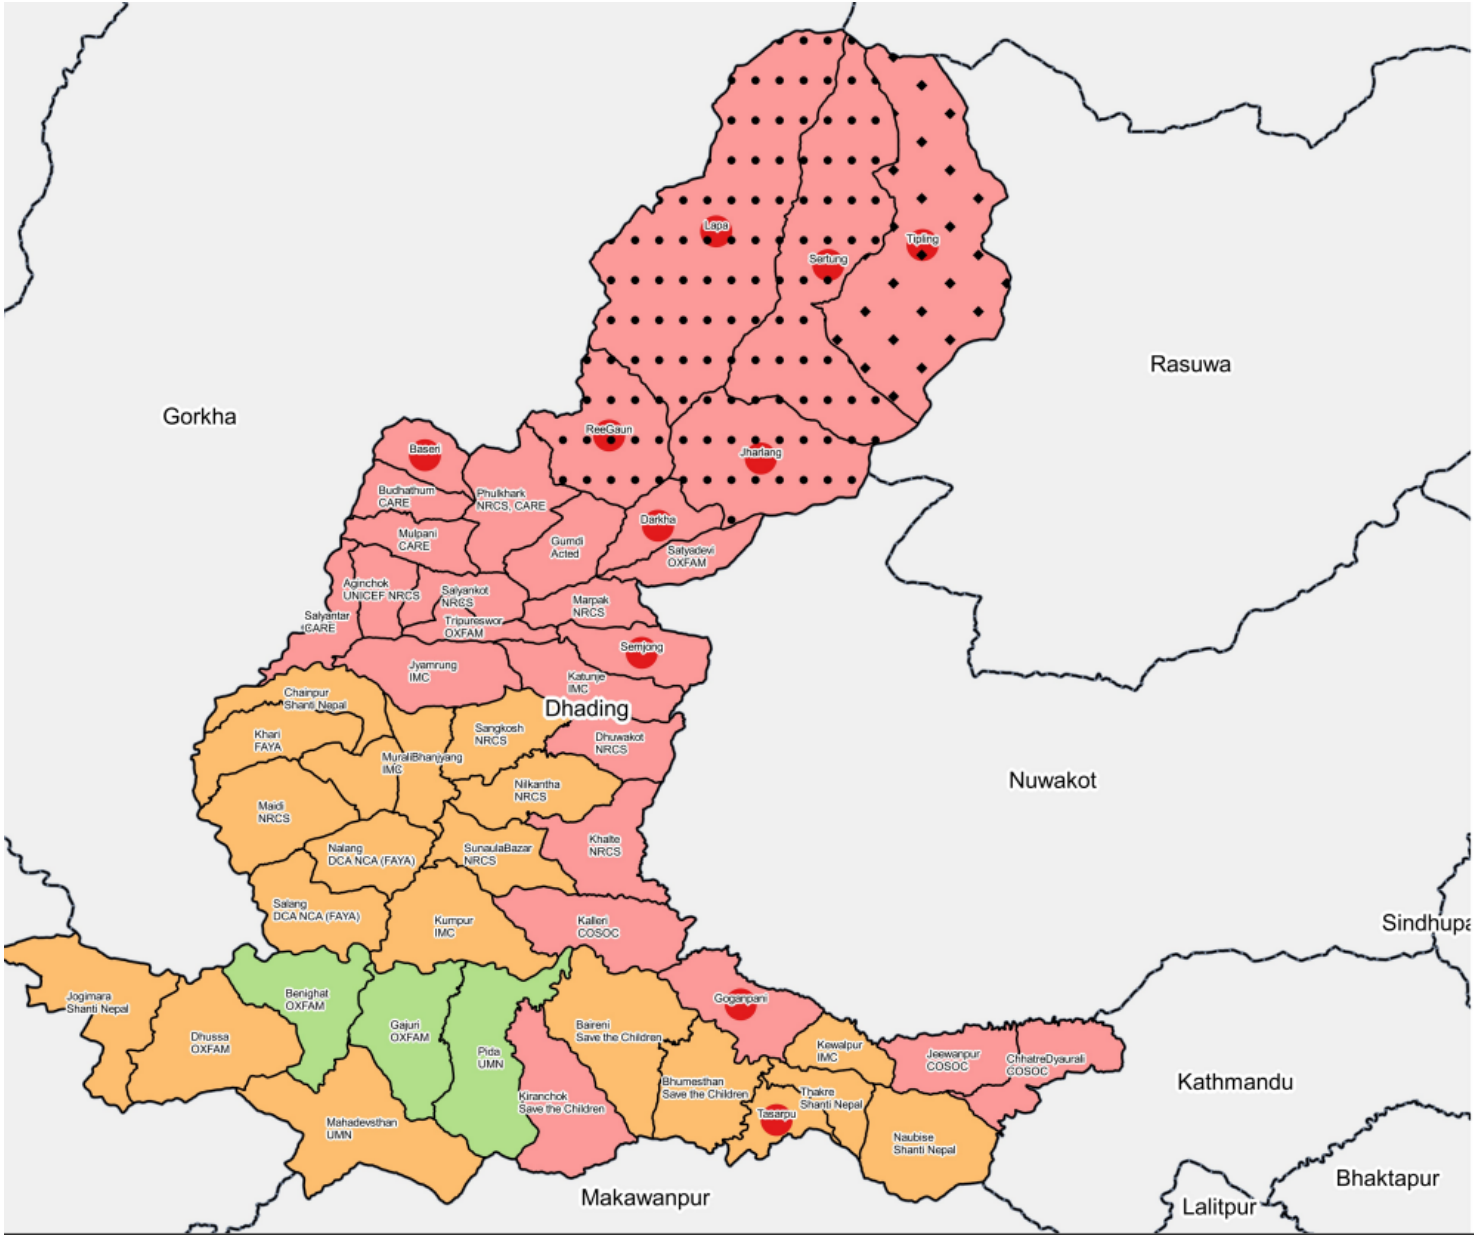 Lapa
Tipling
Sertung
Rasuwa
Gorkha
ReeGaun
Baseri
Jharlang
Budhathum
CARE
Phulkhark
NRCS, CARE
Darkha
Mulpani
CARE
Gumdi
Acted
Satyadevi
OXFAM
Aginchok
UNICEF NRCS
Salyankot
NRCS
Marpak
NRCS
Salyantar
CARE
Tripureswor
OXFAM
Semjong
Jyamrung
IMC
Katunje
IMC
Chainpur
Shanti Nepal
Dhading
Khari
FAYA
Sangkosh
NRCS
Dhuwakot
NRCS
MuraliBhanjyang
IMC
Nilkantha
NRCS
Nuwakot
Maidi
NRCS
Khalte
NRCS
Nalang
DCA NCA (FAYA)
SunaulaBazar
NRCS
Salang
DCA NCA (FAYA)
Kumpur
IMC
Kalleri
COSOC
Sindhupa
Jogimara
Shanti Nepal
Benighat
OXFAM
Goganpani
Dhussa
OXFAM
Gajuri
OXFAM
Baireni
Save the Children
Kewalpur
IMC
Pida
UMN
Jeewanpur
COSOC
ChhatreDyaurali
COSOC
Kathmandu
Bhumesthan
Save the Children
Thakre
Shanti Nepal
Kiranchok
Save the Children
Tasarpu
Mahadevsthan
UMN
Naubise
Shanti Nepal
Makawanpur
Bhaktapur
Lalitpur